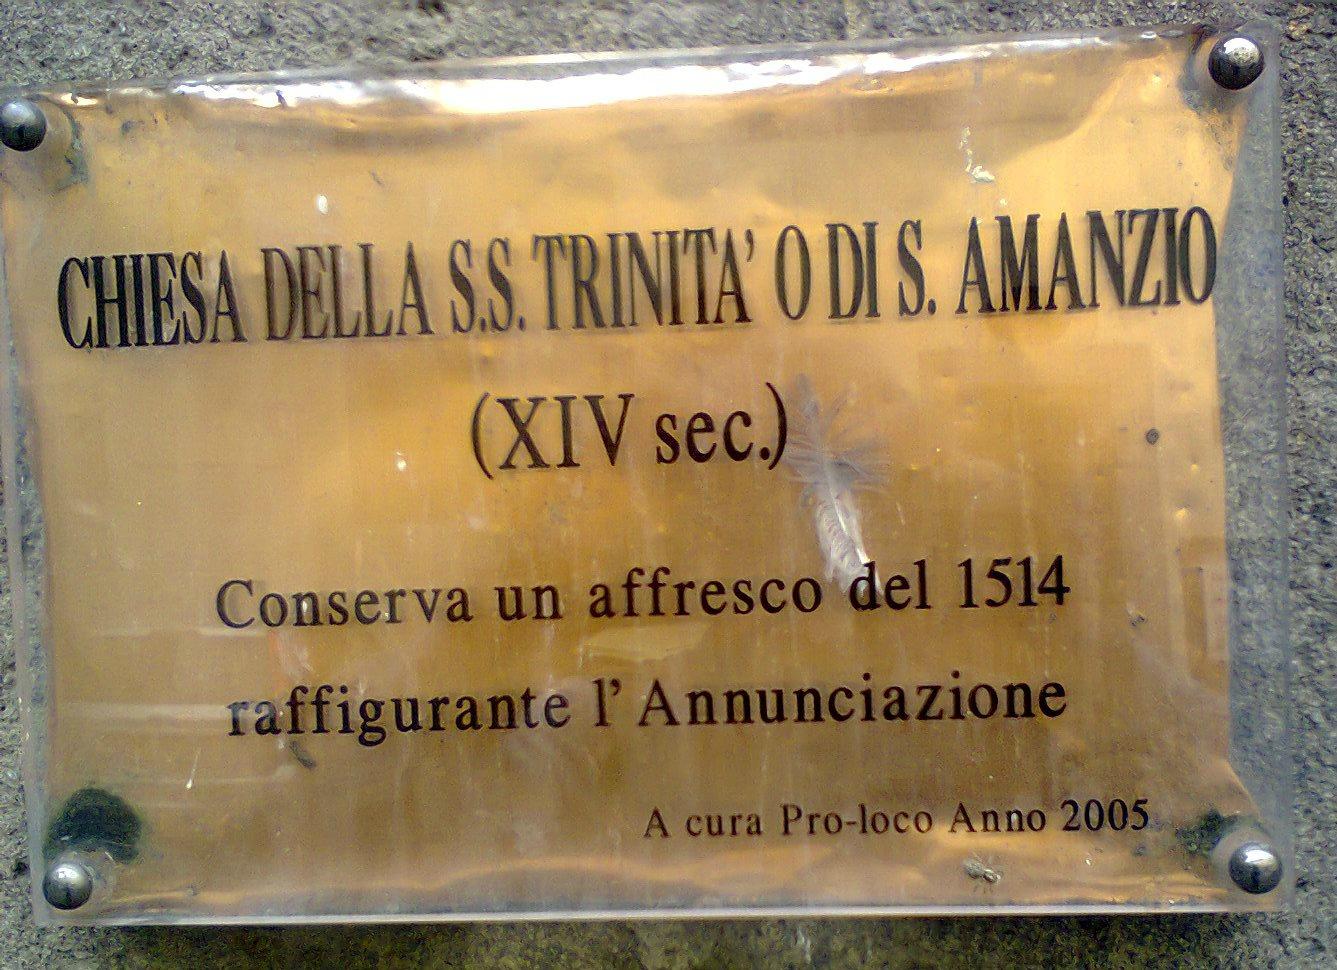 CHIESA DELLA S.S. TRINITA' O DI S. AMANZIO
(XIV sec.)
Conserva un affresco del 1514
raffigurante l'Annunciazione
A cura Pro-loco Anno 2005